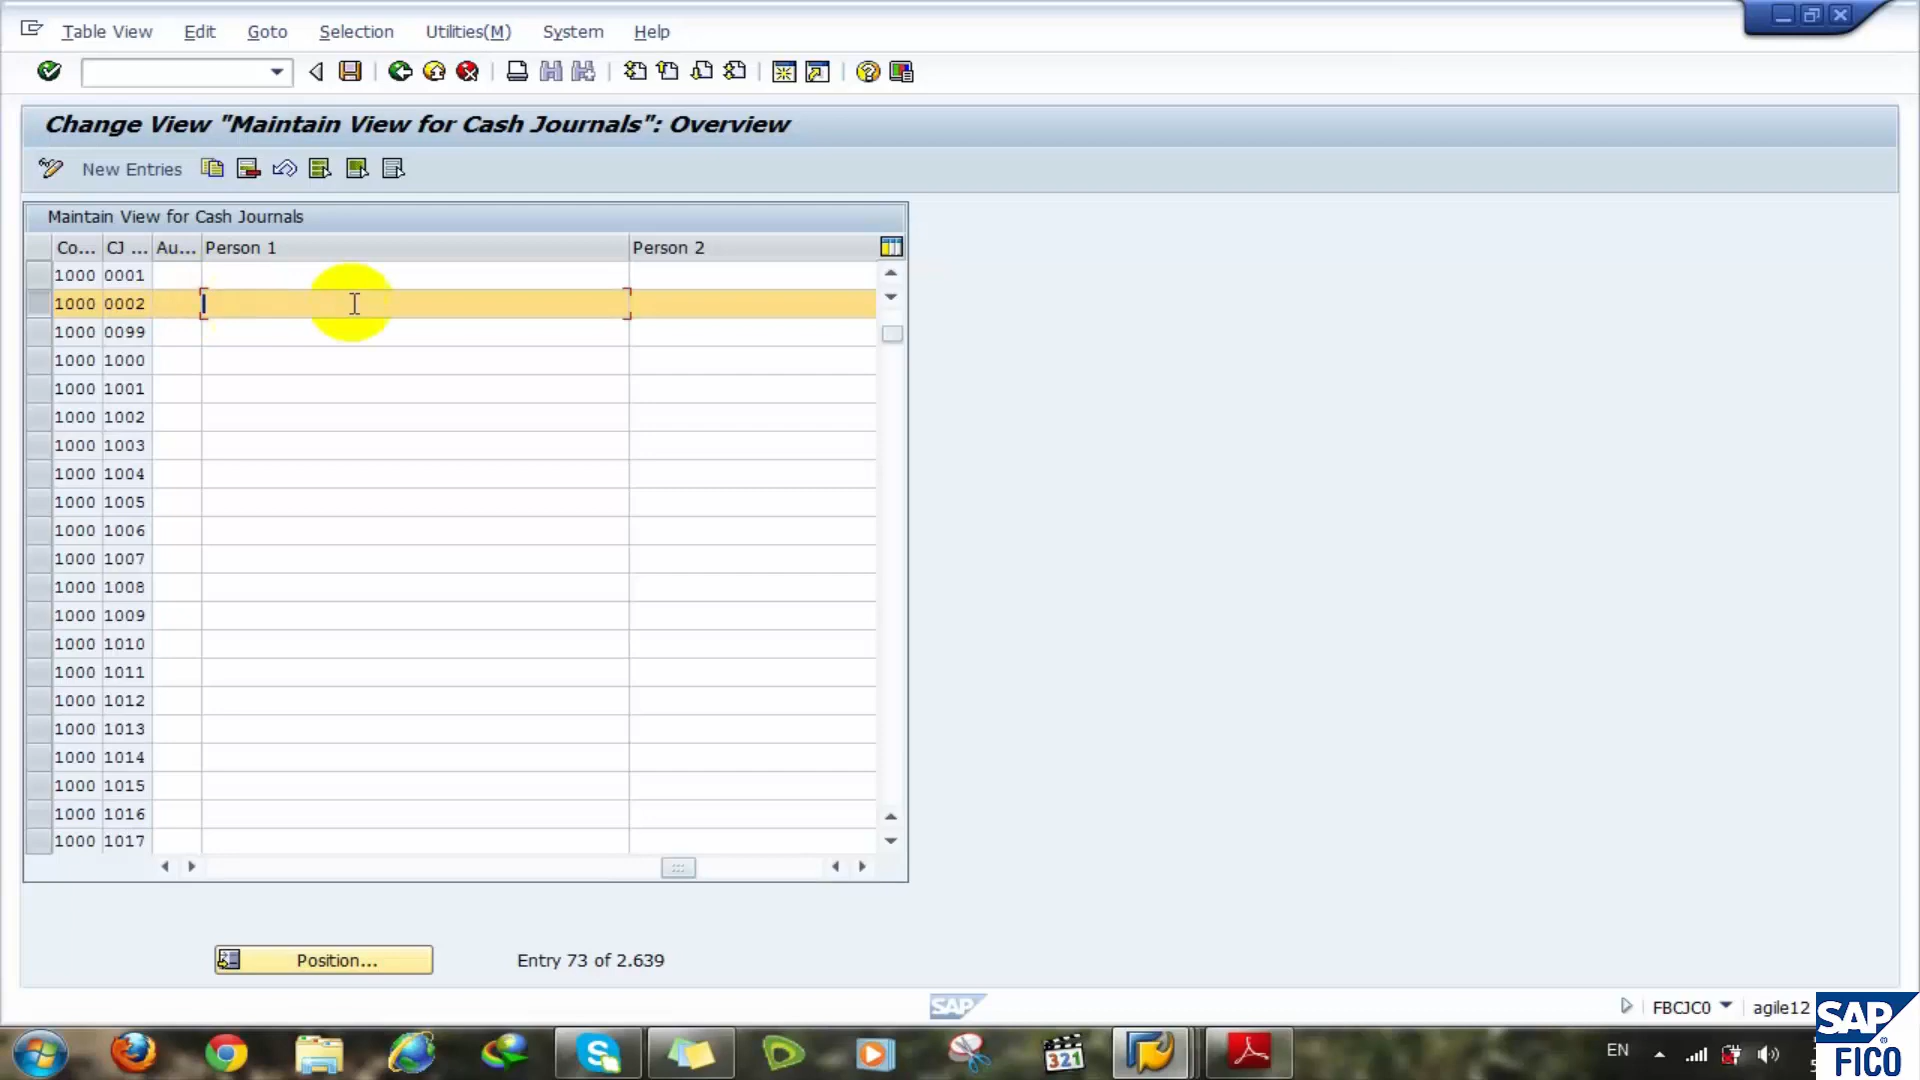 Table View Edit Goto Selection Utilities(M) System Help
Change View "Maintain View for Cash Journals": Overview
New Entries
Maintain View for Cash Journals
Co... CJ ... Au... Person 1 Person 2
1000 0001
1000 0002
1000 0099
1000 1000
1000 1001
1000 1002
1000 1003
1000 1004
1000 1005
1000 1006
1000 1007
1000 1008
1000 1009
1000 1010
1000 1011
1000 1012
1000 1013
1000 1014
1000 1015
1000 1016
1000 1017
Position... Entry 73 of 2.639
SAP
FBCJC0 agile12
SAP
FICO
321
EN